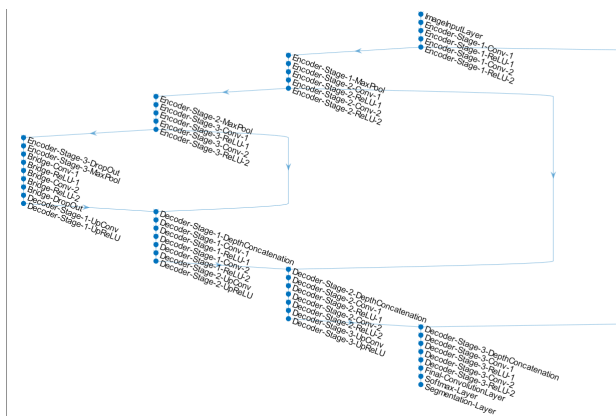 ImageInputLayer
Encoder-Stage-1-Conv-1
Encoder-Stage-1-ReLU-1
Encoder-Stage-1-Conv-2
Encoder-Stage-1-ReLU-2
Encoder-Stage-1-MaxPool
Encoder-Stage-2-Conv-1
Encoder-Stage-2-ReLU-1
Encoder-Stage-2-Conv-2
Encoder-Stage-2-ReLU-2
Encoder-Stage-2-MaxPool
Encoder-Stage-3-Conv-1
Encoder-Stage-3-ReLU-1
Encoder-Stage-3-Conv-2
Encoder-Stage-3-ReLU-2
Encoder-Stage-3-DropOut
Encoder-Stage-3-MaxPool
Bridge-Conv-1
Bridge-ReLU-1
Bridge-Conv-2
Bridge-ReLU-2
Bridge-DropOut
Decoder-Stage-1-UpConv
Decoder-Stage-1-UpReLU
Decoder-Stage-1-DepthConcatenation
Decoder-Stage-1-Conv-1
Decoder-Stage-1-ReLU-1
Decoder-Stage-1-Conv-2
Decoder-Stage-1-ReLU-2
Decoder-Stage-2-UpConv
Decoder-Stage-2-UpReLU
Decoder-Stage-2-DepthConcatenation
Decoder-Stage-2-Conv-1
Decoder-Stage-2-ReLU-1
Decoder-Stage-2-Conv-2
Decoder-Stage-2-ReLU-2
Decoder-Stage-3-UpConv
Decoder-Stage-3-UpReLU
Decoder-Stage-3-DepthConcatenation
Decoder-Stage-3-Conv-1
Decoder-Stage-3-ReLU-1
Decoder-Stage-3-Conv-2
Decoder-Stage-3-ReLU-2
Final-ConvolutionLayer
Softmax-Layer
Segmentation-Layer